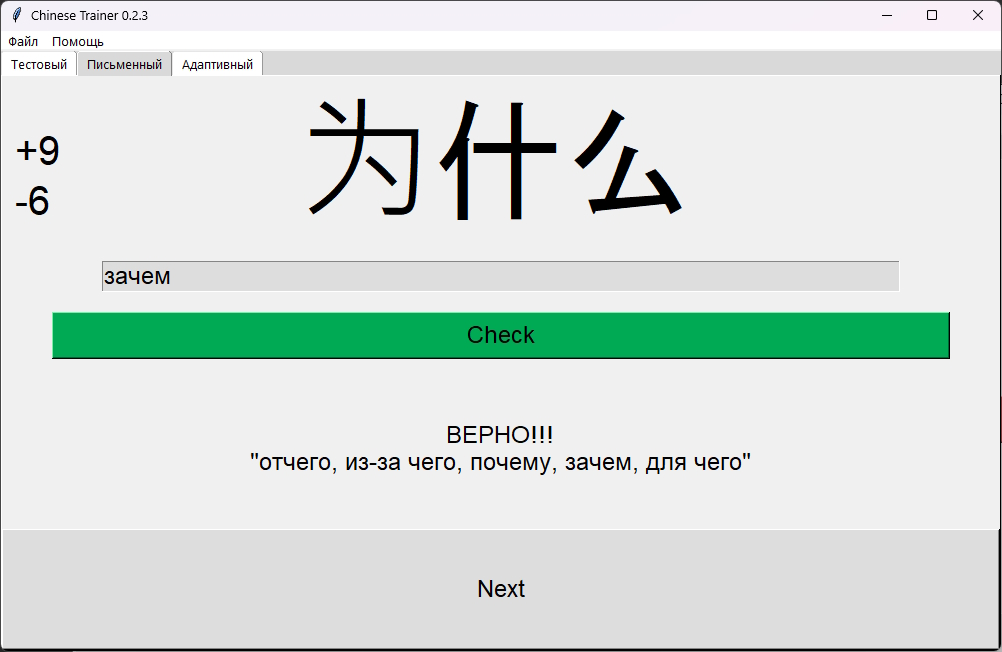 Chinese Trainer 0.2.3
Файл Помощь
Тестовый Письменный Адаптивный
为什么
+9
-6
зачем
Check
ВЕРНО!!!
"отчего, из-за чего, почему, зачем, для чего"
Next